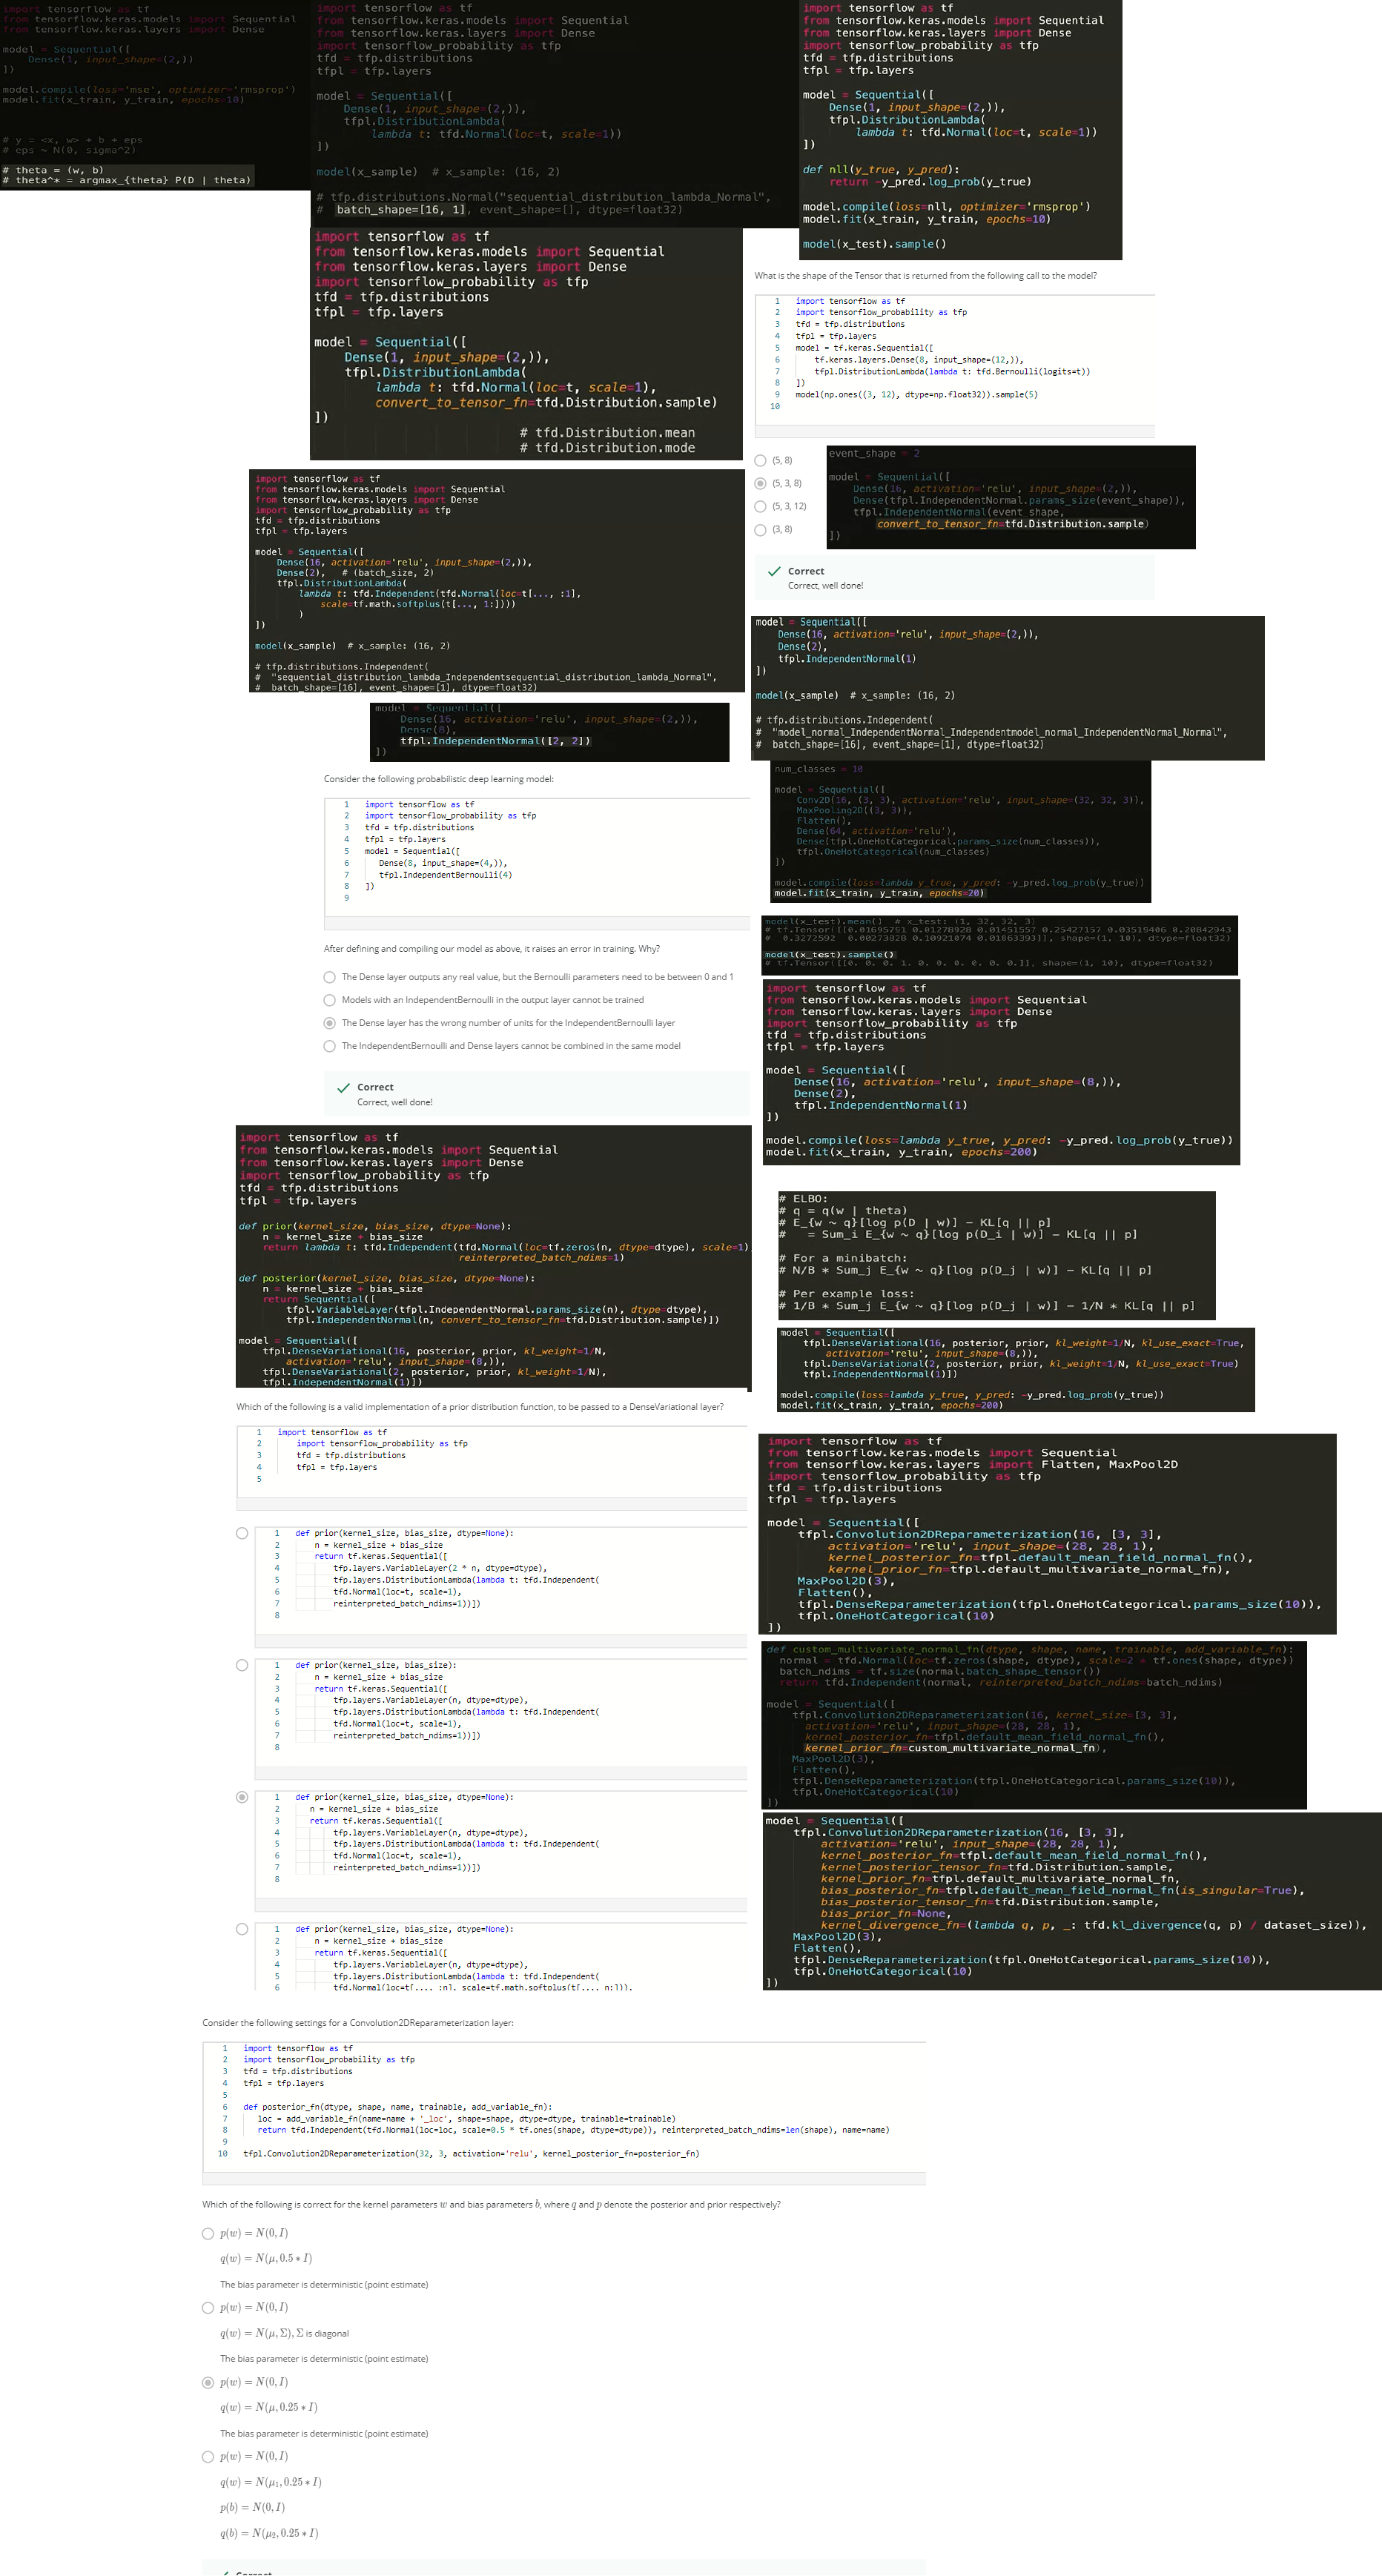 import tensorflow as tf
from tensorflow.keras.models import Sequential
from tensorflow.keras.layers import Dense
model = Sequential([
Dense(1, input_shape=(2,))
])
model.compile(loss='mse', optimizer='rmsprop')
model.fit(x_train, y_train, epochs=10)
# y = <x, w> + b + eps
# eps ~ N(0, sigma^2)
# theta = (w, b)
# theta^* = argmax_{theta} P(D | theta)
import tensorflow as tf
from tensorflow.keras.models import Sequential
from tensorflow.keras.layers import Dense
import tensorflow_probability as tfp
tfd = tfp.distributions
tfpl = tfp.layers
model = Sequential([
Dense(1, input_shape=(2,)),
tfpl.DistributionLambda(
lambda t: tfd.Normal(loc=t, scale=1))
])
model(x_sample)  # x_sample: (16, 2)
# tfp.distributions.Normal("sequential_distribution_lambda_Normal",
#  batch_shape=[16, 1], event_shape=[], dtype=float32)
import tensorflow as tf
from tensorflow.keras.models import Sequential
from tensorflow.keras.layers import Dense
import tensorflow_probability as tfp
tfd = tfp.distributions
tfpl = tfp.layers
model = Sequential([
Dense(1, input_shape=(2,)),
tfpl.DistributionLambda(
lambda t: tfd.Normal(loc=t, scale=1))
])
def nll(y_true, y_pred):
return -y_pred.log_prob(y_true)
model.compile(loss=nll, optimizer='rmsprop')
model.fit(x_train, y_train, epochs=10)
model(x_test).sample()
import tensorflow as tf
from tensorflow.keras.models import Sequential
from tensorflow.keras.layers import Dense
import tensorflow_probability as tfp
tfd = tfp.distributions
tfpl = tfp.layers
model = Sequential([
Dense(1, input_shape=(2,)),
tfpl.DistributionLambda(
lambda t: tfd.Normal(loc=t, scale=1),
convert_to_tensor_fn=tfd.Distribution.sample)
])
# tfd.Distribution.mean
# tfd.Distribution.mode
What is the shape of the Tensor that is returned from the following call to the model?
1 import tensorflow as tf
2 import tensorflow_probability as tfp
3 tfd = tfp.distributions
4 tfpl = tfp.layers
5 model = tf.keras.Sequential([
6 tf.keras.layers.Dense(8, input_shape=(12,)),
7 tfpl.DistributionLambda(lambda t: tfd.Bernoulli(logits=t))
8 ])
9 model(np.ones((3, 12), dtype=np.float32)).sample(5)
10
(5, 8)
(5, 3, 8)
(5, 3, 12)
(3, 8)
event_shape = 2
model = Sequential([
Dense(16, activation='relu', input_shape=(2,)),
Dense(tfpl.IndependentNormal.params_size(event_shape)),
tfpl.IndependentNormal(event_shape,
convert_to_tensor_fn=tfd.Distribution.sample)
])
Correct
Correct, well done!
import tensorflow as tf
from tensorflow.keras.models import Sequential
from tensorflow.keras.layers import Dense
import tensorflow_probability as tfp
tfd = tfp.distributions
tfpl = tfp.layers
model = Sequential([
Dense(16, activation='relu', input_shape=(2,)),
Dense(2),   # (batch_size, 2)
tfpl.DistributionLambda(
lambda t: tfd.Independent(tfd.Normal(loc=t[..., :1],
scale=tf.math.softplus(t[..., 1:])))
)
])
model(x_sample)  # x_sample: (16, 2)
# tfp.distributions.Independent(
#  "sequential_distribution_lambda_Independentsequential_distribution_lambda_Normal",
#  batch_shape=[16], event_shape=[1], dtype=float32)
model = Sequential([
Dense(16, activation='relu', input_shape=(2,)),
Dense(2),
tfpl.IndependentNormal(1)
])
model(x_sample)  # x_sample: (16, 2)
# tfp.distributions.Independent(
#  "model_normal_IndependentNormal_Independentmodel_normal_IndependentNormal_Normal",
#  batch_shape=[16], event_shape=[1], dtype=float32)
model = Sequential([
Dense(16, activation='relu', input_shape=(2,)),
Dense(8),
tfpl.IndependentNormal([2, 2])
])
num_classes = 10
model = Sequential([
Conv2D(16, (3, 3), activation='relu', input_shape=(32, 32, 3)),
MaxPooling2D((3, 3)),
Flatten(),
Dense(64, activation='relu'),
Dense(tfpl.OneHotCategorical.params_size(num_classes)),
tfpl.OneHotCategorical(num_classes)
])
model.compile(loss=lambda y_true, y_pred: -y_pred.log_prob(y_true))
model.fit(x_train, y_train, epochs=20)
Consider the following probabilistic deep learning model:
1 import tensorflow as tf
2 import tensorflow_probability as tfp
3 tfd = tfp.distributions
4 tfpl = tfp.layers
5 model = Sequential([
6 Dense(8, input_shape=(4,)),
7 tfpl.IndependentBernoulli(4)
8 ])
9
After defining and compiling our model as above, it raises an error in training. Why?
The Dense layer outputs any real value, but the Bernoulli parameters need to be between 0 and 1
Models with an IndependentBernoulli in the output layer cannot be trained
The Dense layer has the wrong number of units for the IndependentBernoulli layer
The IndependentBernoulli and Dense layers cannot be combined in the same model
Correct
Correct, well done!
model(x_test).mean()  # x_test: (1, 32, 32, 3)
# tf.Tensor([[0.01695791 0.01278928 0.01451557 0.25427157 0.03519406 0.20842943
#  0.3272592  0.00273328 0.10921074 0.01863393]], shape=(1, 10), dtype=float32)
model(x_test).sample()
# tf.Tensor([[0. 0. 0. 1. 0. 0. 0. 0. 0. 0.]], shape=(1, 10), dtype=float32)
import tensorflow as tf
from tensorflow.keras.models import Sequential
from tensorflow.keras.layers import Dense
import tensorflow_probability as tfp
tfd = tfp.distributions
tfpl = tfp.layers
model = Sequential([
Dense(16, activation='relu', input_shape=(8,)),
Dense(2),
tfpl.IndependentNormal(1)
])
model.compile(loss=lambda y_true, y_pred: -y_pred.log_prob(y_true))
model.fit(x_train, y_train, epochs=200)
import tensorflow as tf
from tensorflow.keras.models import Sequential
from tensorflow.keras.layers import Dense
import tensorflow_probability as tfp
tfd = tfp.distributions
tfpl = tfp.layers
def prior(kernel_size, bias_size, dtype=None):
n = kernel_size + bias_size
return lambda t: tfd.Independent(tfd.Normal(loc=tf.zeros(n, dtype=dtype), scale=1)
reinterpreted_batch_ndims=1)
def posterior(kernel_size, bias_size, dtype=None):
n = kernel_size + bias_size
return Sequential([
tfpl.VariableLayer(tfpl.IndependentNormal.params_size(n), dtype=dtype),
tfpl.IndependentNormal(n, convert_to_tensor_fn=tfd.Distribution.sample)])
model = Sequential([
tfpl.DenseVariational(16, posterior, prior, kl_weight=1/N,
activation='relu', input_shape=(8,)),
tfpl.DenseVariational(2, posterior, prior, kl_weight=1/N),
tfpl.IndependentNormal(1)])
# ELBO:
# q = q(w | theta)
# E_{w ~ q}[log p(D | w)] - KL[q || p]
#   = Sum_i E_{w ~ q}[log p(D_i | w)] - KL[q || p]
# For a minibatch:
# N/B * Sum_j E_{w ~ q}[log p(D_j | w)] - KL[q || p]
# Per example loss:
# 1/B * Sum_j E_{w ~ q}[log p(D_j | w)] - 1/N * KL[q || p]
model = Sequential([
tfpl.DenseVariational(16, posterior, prior, kl_weight=1/N, kl_use_exact=True,
activation='relu', input_shape=(8,)),
tfpl.DenseVariational(2, posterior, prior, kl_weight=1/N, kl_use_exact=True)
tfpl.IndependentNormal(1)])
model.compile(loss=lambda y_true, y_pred: -y_pred.log_prob(y_true))
model.fit(x_train, y_train, epochs=200)
Which of the following is a valid implementation of a prior distribution function, to be passed to a DenseVariational layer?
1 import tensorflow as tf
2 import tensorflow_probability as tfp
3 tfd = tfp.distributions
4 tfpl = tfp.layers
5
1 def prior(kernel_size, bias_size, dtype=None):
2 n = kernel_size + bias_size
3 return tf.keras.Sequential([
4 tfp.layers.VariableLayer(2 * n, dtype=dtype),
5 tfp.layers.DistributionLambda(lambda t: tfd.Independent(
6 tfd.Normal(loc=t, scale=1),
7 reinterpreted_batch_ndims=1))])
8
1 def prior(kernel_size, bias_size):
2 n = kernel_size + bias_size
3 return tf.keras.Sequential([
4 tfp.layers.VariableLayer(n, dtype=dtype),
5 tfp.layers.DistributionLambda(lambda t: tfd.Independent(
6 tfd.Normal(loc=t, scale=1),
7 reinterpreted_batch_ndims=1))])
8
1 def prior(kernel_size, bias_size, dtype=None):
2 n = kernel_size + bias_size
3 return tf.keras.Sequential([
4 tfp.layers.VariableLayer(n, dtype=dtype),
5 tfp.layers.DistributionLambda(lambda t: tfd.Independent(
6 tfd.Normal(loc=t, scale=1),
7 reinterpreted_batch_ndims=1))])
8
1 def prior(kernel_size, bias_size, dtype=None):
2 n = kernel_size + bias_size
3 return tf.keras.Sequential([
4 tfp.layers.VariableLayer(n, dtype=dtype),
5 tfp.layers.DistributionLambda(lambda t: tfd.Independent(
6 tfd.Normal(loc=t[..., :n], scale=tf.math.softplus(t[..., n:])),
import tensorflow as tf
from tensorflow.keras.models import Sequential
from tensorflow.keras.layers import Flatten, MaxPool2D
import tensorflow_probability as tfp
tfd = tfp.distributions
tfpl = tfp.layers
model = Sequential([
tfpl.Convolution2DReparameterization(16, [3, 3],
activation='relu', input_shape=(28, 28, 1),
kernel_posterior_fn=tfpl.default_mean_field_normal_fn(),
kernel_prior_fn=tfpl.default_multivariate_normal_fn),
MaxPool2D(3),
Flatten(),
tfpl.DenseReparameterization(tfpl.OneHotCategorical.params_size(10)),
tfpl.OneHotCategorical(10)
])
def custom_multivariate_normal_fn(dtype, shape, name, trainable, add_variable_fn):
normal = tfd.Normal(loc=tf.zeros(shape, dtype), scale=2 * tf.ones(shape, dtype))
batch_ndims = tf.size(normal.batch_shape_tensor())
return tfd.Independent(normal, reinterpreted_batch_ndims=batch_ndims)
model = Sequential([
tfpl.Convolution2DReparameterization(16, kernel_size=[3, 3],
activation='relu', input_shape=(28, 28, 1),
kernel_posterior_fn=tfpl.default_mean_field_normal_fn(),
kernel_prior_fn=custom_multivariate_normal_fn),
MaxPool2D(3),
Flatten(),
tfpl.DenseReparameterization(tfpl.OneHotCategorical.params_size(10)),
tfpl.OneHotCategorical(10)
])
model = Sequential([
tfpl.Convolution2DReparameterization(16, [3, 3],
activation='relu', input_shape=(28, 28, 1),
kernel_posterior_fn=tfpl.default_mean_field_normal_fn(),
kernel_posterior_tensor_fn=tfd.Distribution.sample,
kernel_prior_fn=tfpl.default_multivariate_normal_fn,
bias_posterior_fn=tfpl.default_mean_field_normal_fn(is_singular=True),
bias_posterior_tensor_fn=tfd.Distribution.sample,
bias_prior_fn=None,
kernel_divergence_fn=(lambda q, p, _: tfd.kl_divergence(q, p) / dataset_size)),
MaxPool2D(3),
Flatten(),
tfpl.DenseReparameterization(tfpl.OneHotCategorical.params_size(10)),
tfpl.OneHotCategorical(10)
])
Consider the following settings for a Convolution2DReparameterization layer:
1 import tensorflow as tf
2 import tensorflow_probability as tfp
3 tfd = tfp.distributions
4 tfpl = tfp.layers
5
6 def posterior_fn(dtype, shape, name, trainable, add_variable_fn):
7 loc = add_variable_fn(name=name + '_loc', shape=shape, dtype=dtype, trainable=trainable)
8 return tfd.Independent(tfd.Normal(loc=loc, scale=0.5 * tf.ones(shape, dtype=dtype)), reinterpreted_batch_ndims=len(shape), name=name)
9
10 tfpl.Convolution2DReparameterization(32, 3, activation='relu', kernel_posterior_fn=posterior_fn)
Which of the following is correct for the kernel parameters w and bias parameters b, where q and p denote the posterior and prior respectively?
p(w) = N(0, I)
q(w) = N(μ, 0.5 * I)
The bias parameter is deterministic (point estimate)
p(w) = N(0, I)
q(w) = N(μ, Σ), Σ is diagonal
The bias parameter is deterministic (point estimate)
p(w) = N(0, I)
q(w) = N(μ, 0.25 * I)
The bias parameter is deterministic (point estimate)
p(w) = N(0, I)
q(w) = N(μ₁, 0.25 * I)
p(b) = N(0, I)
q(b) = N(μ₂, 0.25 * I)
Correct